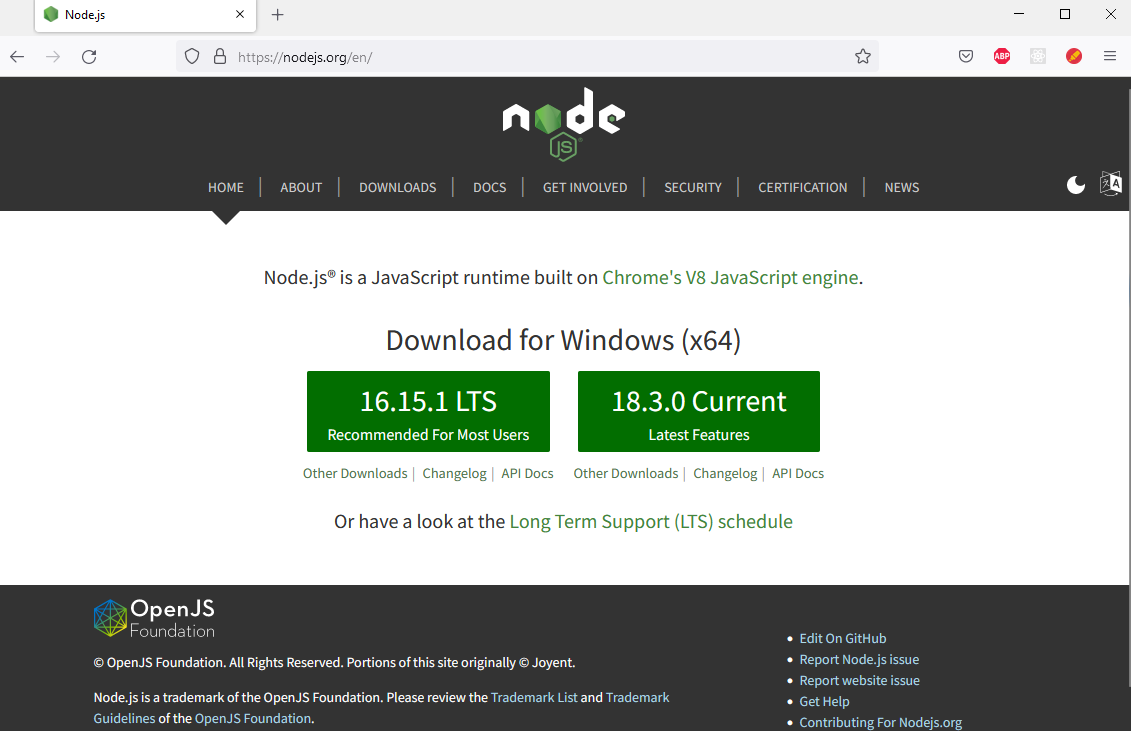 Node.js
https://nodejs.org/en/
ABP
node
JS
HOME | ABOUT | DOWNLOADS | DOCS | GET INVOLVED | SECURITY | CERTIFICATION | NEWS
Node.js® is a JavaScript runtime built on Chrome's V8 JavaScript engine.
Download for Windows (x64)
16.15.1 LTS
Recommended For Most Users
18.3.0 Current
Latest Features
Other Downloads | Changelog | API Docs
Other Downloads | Changelog | API Docs
Or have a look at the Long Term Support (LTS) schedule
OpenJS
Foundation
© OpenJS Foundation. All Rights Reserved. Portions of this site originally © Joyent.
Node.js is a trademark of the OpenJS Foundation. Please review the Trademark List and Trademark
Guidelines of the OpenJS Foundation.
Edit On GitHub
Report Node.js issue
Report website issue
Get Help
Contributing For Nodejs.org